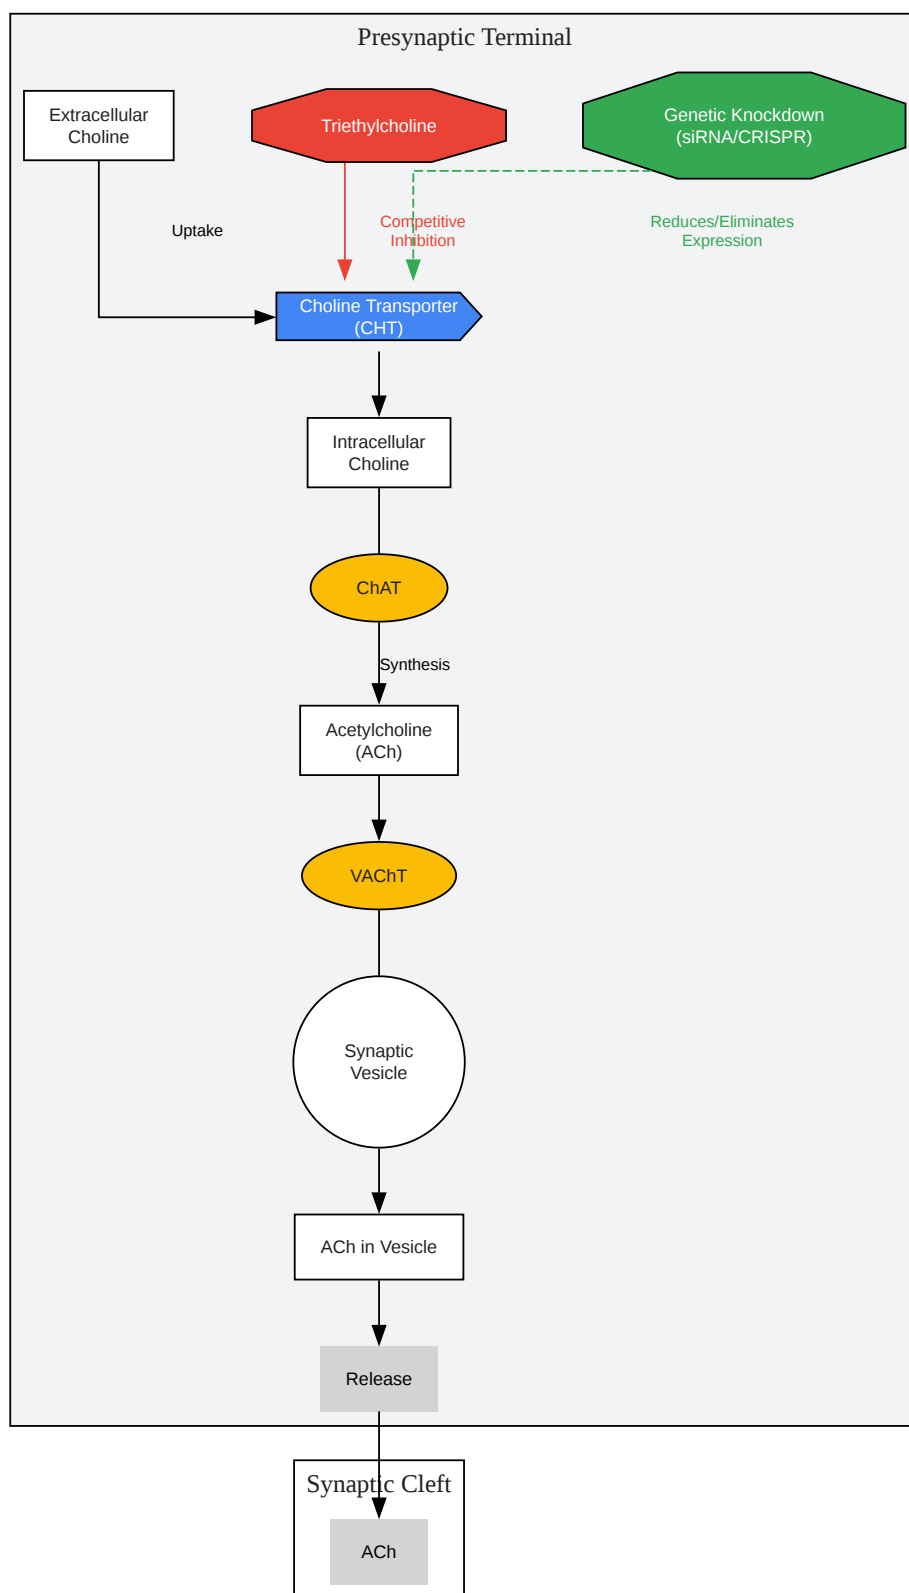 Presynaptic Terminal
Extracellular
Choline
Triethylcholine
Genetic Knockdown
(siRNA/CRISPR)
Uptake
Competitive
Inhibition
Reduces/Eliminates
Expression
Choline Transporter
(CHT)
Intracellular
Choline
ChAT
Synthesis
Acetylcholine
(ACh)
VAChT
Synaptic
Vesicle
ACh in Vesicle
Release
Synaptic Cleft
ACh